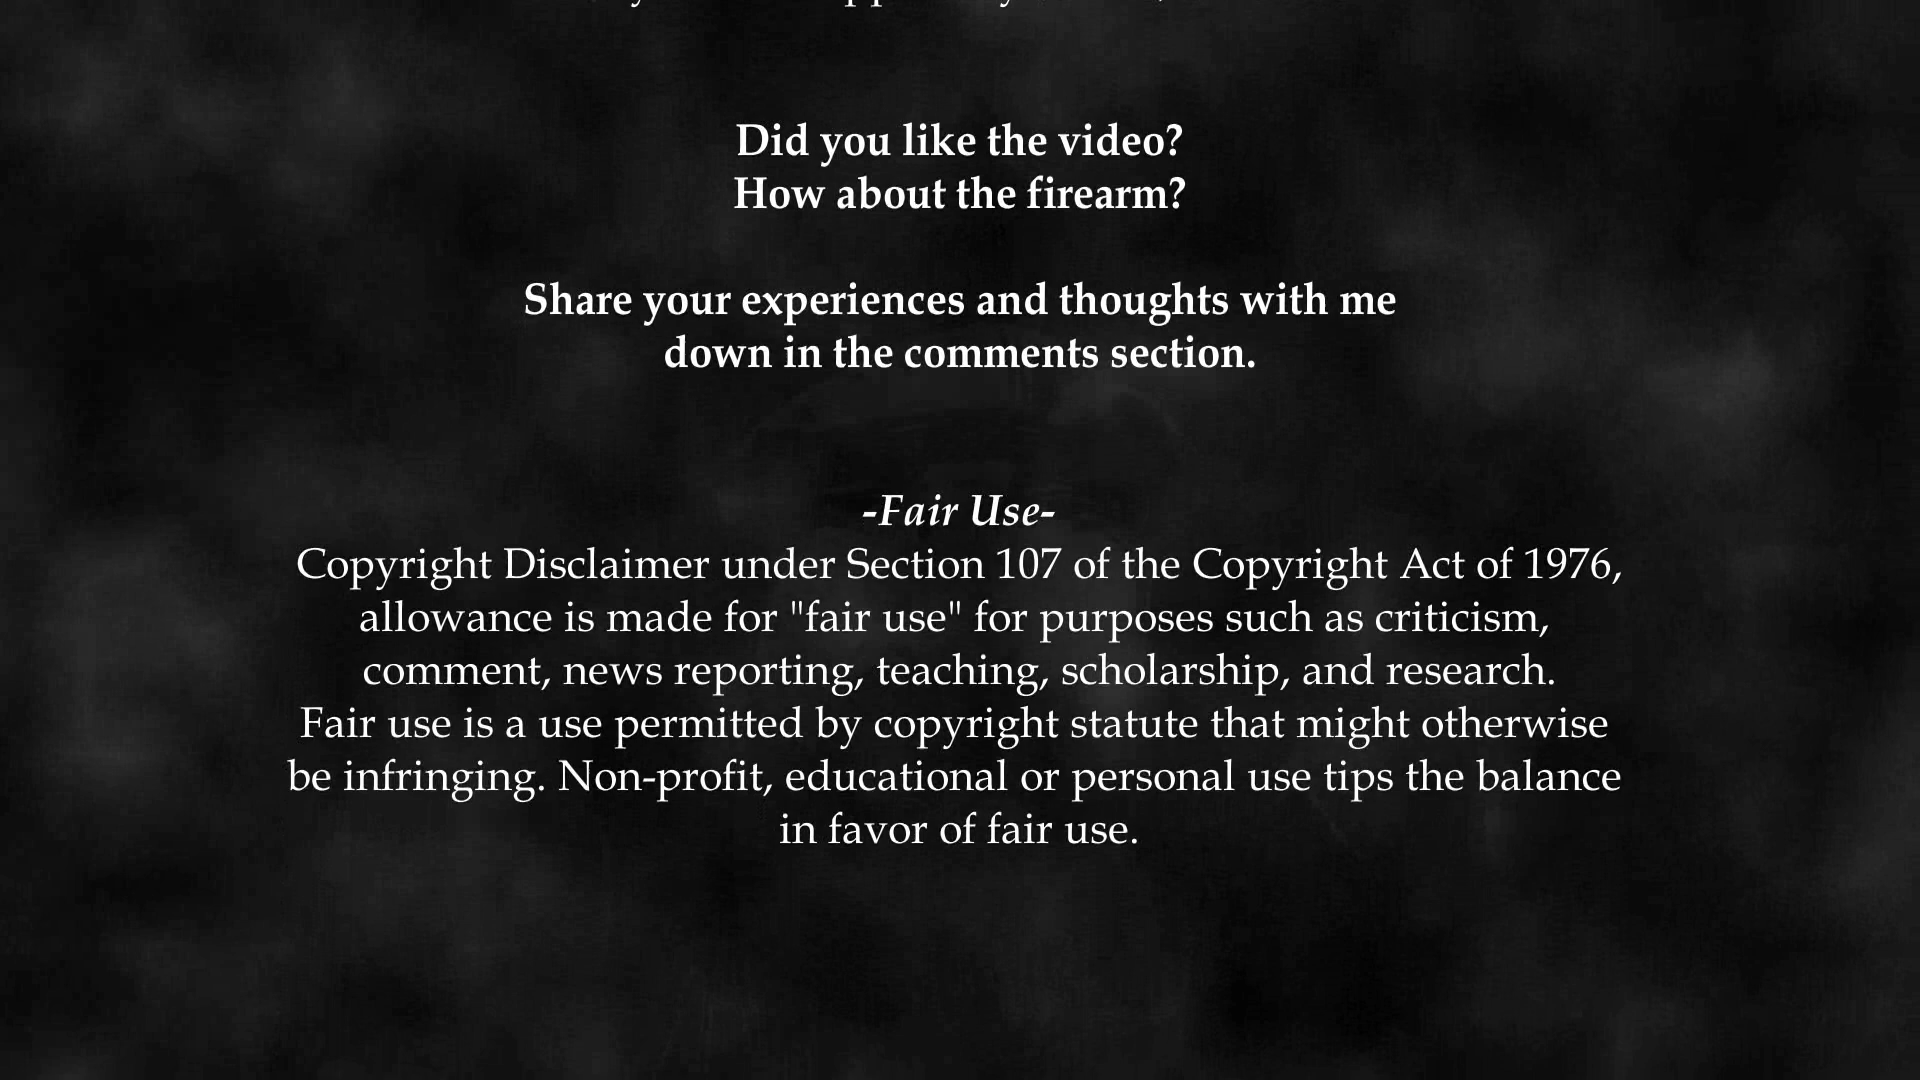 Did you like the video?
How about the firearm?
Share your experiences and thoughts with me
down in the comments section.
-Fair Use-
Copyright Disclaimer under Section 107 of the Copyright Act of 1976,
allowance is made for "fair use" for purposes such as criticism,
comment, news reporting, teaching, scholarship, and research.
Fair use is a use permitted by copyright statute that might otherwise
be infringing. Non-profit, educational or personal use tips the balance
in favor of fair use.